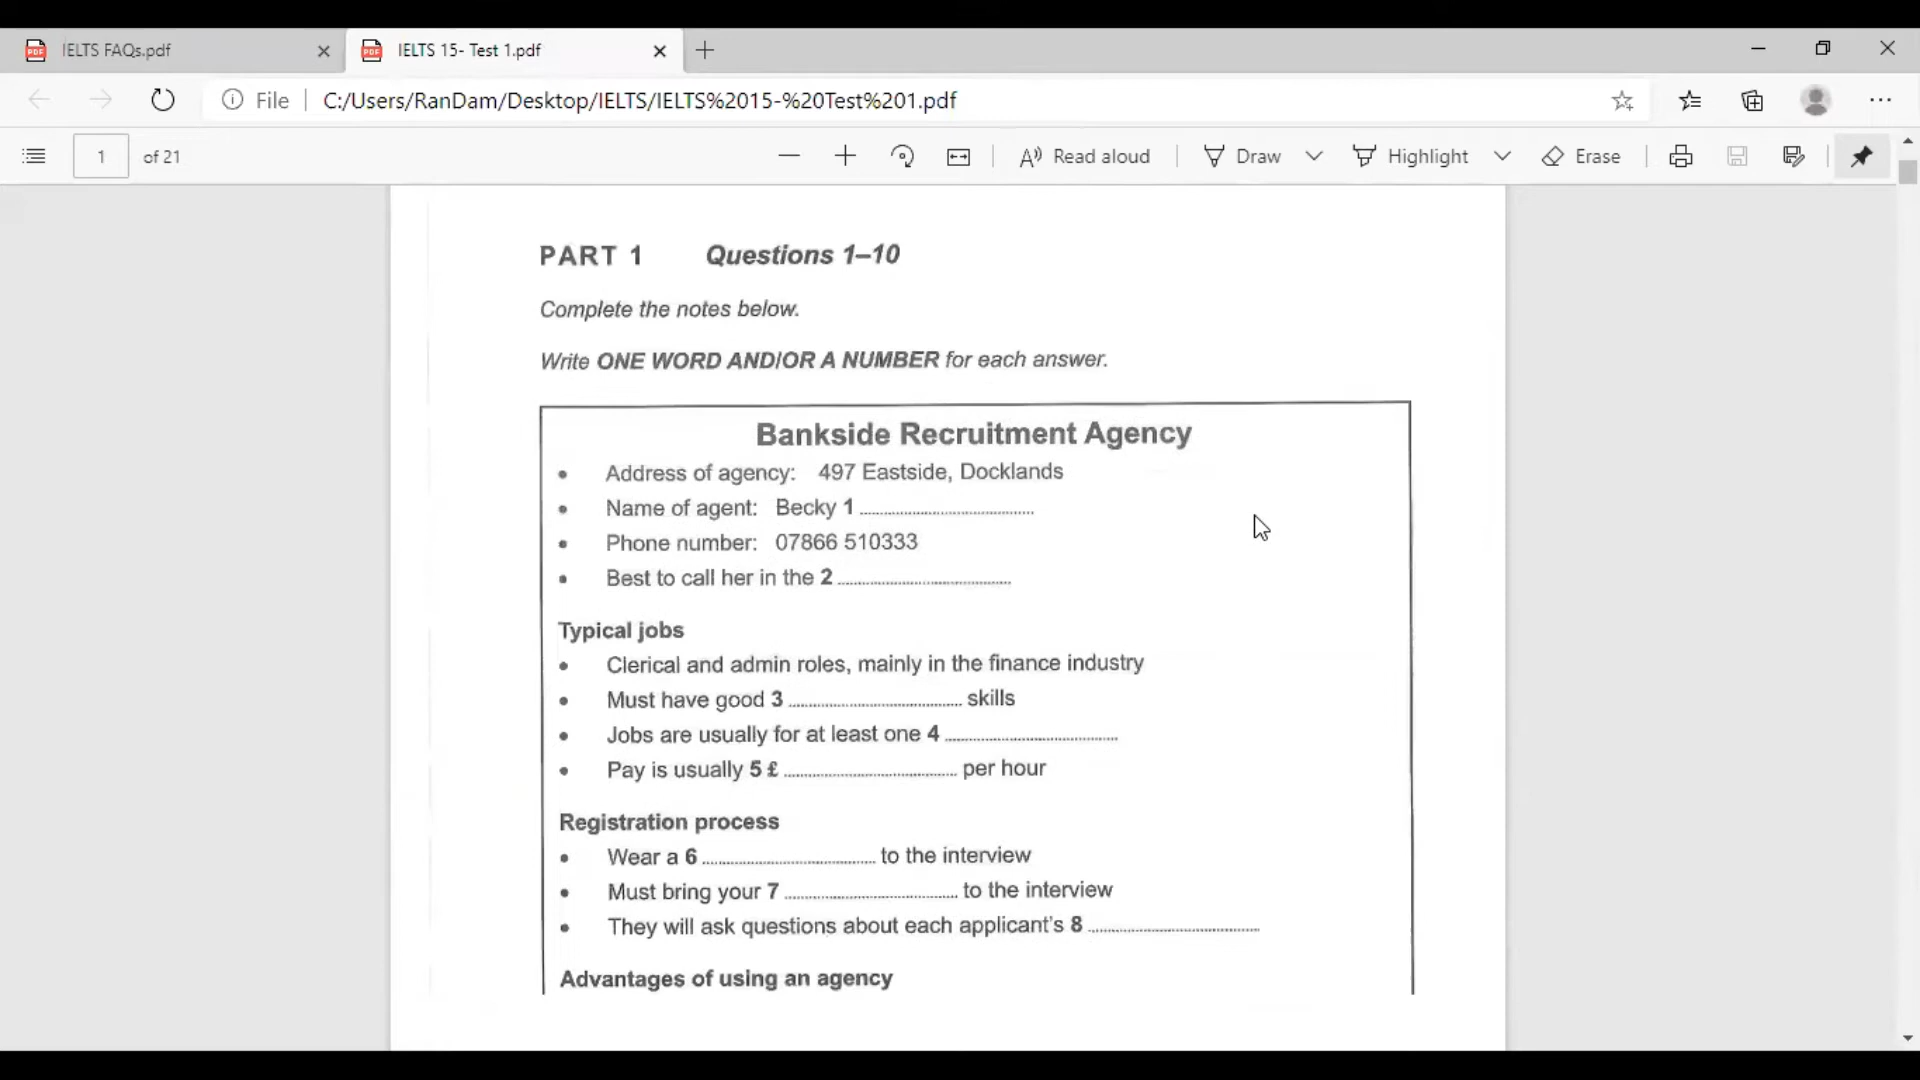 IELTS FAQs.pdf
IELTS 15- Test 1.pdf
File
C:/Users/RanDam/Desktop/IELTS/IELTS%2015-%20Test%201.pdf
1 of 21
Read aloud
Draw
Highlight
Erase
PART 1 Questions 1–10
Complete the notes below.
Write ONE WORD AND/OR A NUMBER for each answer.
Bankside Recruitment Agency
• Address of agency: 497 Eastside, Docklands
• Name of agent: Becky 1 ..............................
• Phone number: 07866 510333
• Best to call her in the 2 ..............................
Typical jobs
• Clerical and admin roles, mainly in the finance industry
• Must have good 3 .............................. skills
• Jobs are usually for at least one 4 ..............................
• Pay is usually 5 £ .............................. per hour
Registration process
• Wear a 6 .............................. to the interview
• Must bring your 7 .............................. to the interview
• They will ask questions about each applicant's 8 ..............................
Advantages of using an agency